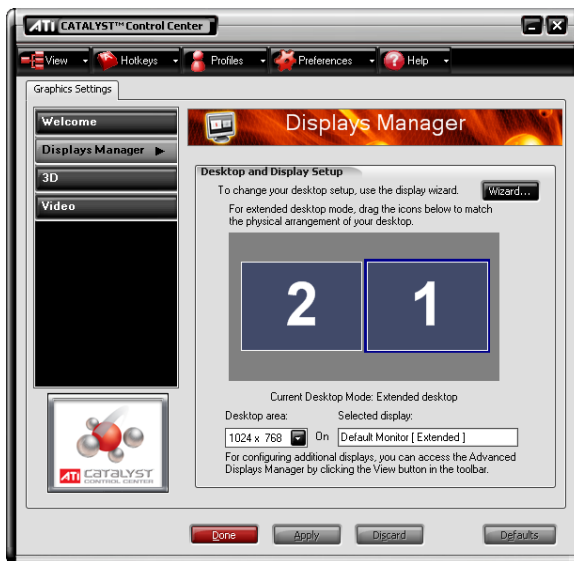 ATI CATALYST™ Control Center
View Hotkeys Profiles Preferences Help
Graphics Settings
Welcome
Displays Manager
3D
Video
Displays Manager
Desktop and Display Setup
To change your desktop setup, use the display wizard. Wizard...
For extended desktop mode, drag the icons below to match
the physical arrangement of your desktop.
2 1
Current Desktop Mode: Extended desktop
Desktop area: Selected display:
1024 x 768 On Default Monitor [ Extended ]
For configuring additional displays, you can access the Advanced
Displays Manager by clicking the View button in the toolbar.
ATI CATALYST
CONTROL CENTER
Done Apply Discard Defaults